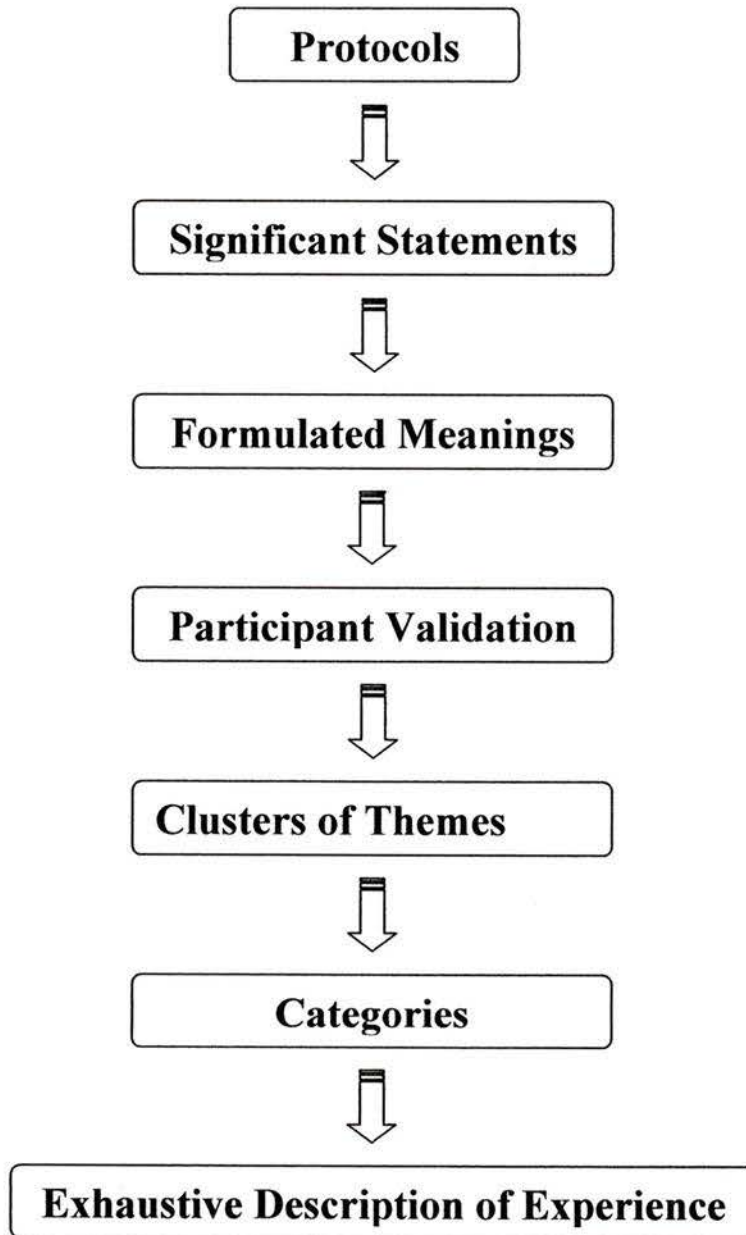 Protocols
Significant Statements
Formulated Meanings
Participant Validation
Clusters of Themes
Categories
Exhaustive Description of Experience